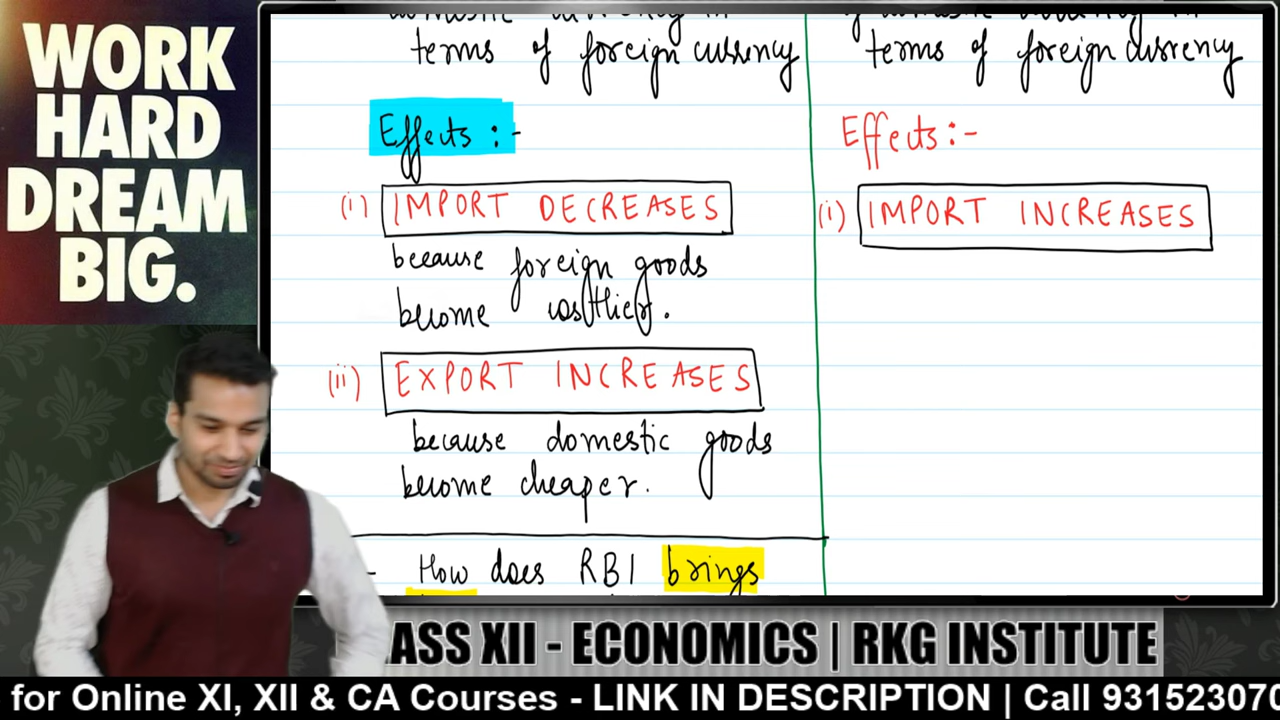 WORK
HARD
DREAM
BIG.
terms of foreign currency
Effects :-
(i) IMPORT DECREASES
because foreign goods
become costlier.
(ii) EXPORT INCREASES
because domestic goods
become cheaper.
- How does RBI brings
terms of foreign currency
Effects :-
(i) IMPORT INCREASES
LASS XII - ECONOMICS | RKG INSTITUTE
for Online XI, XII & CA Courses - LINK IN DESCRIPTION | Call 931523070